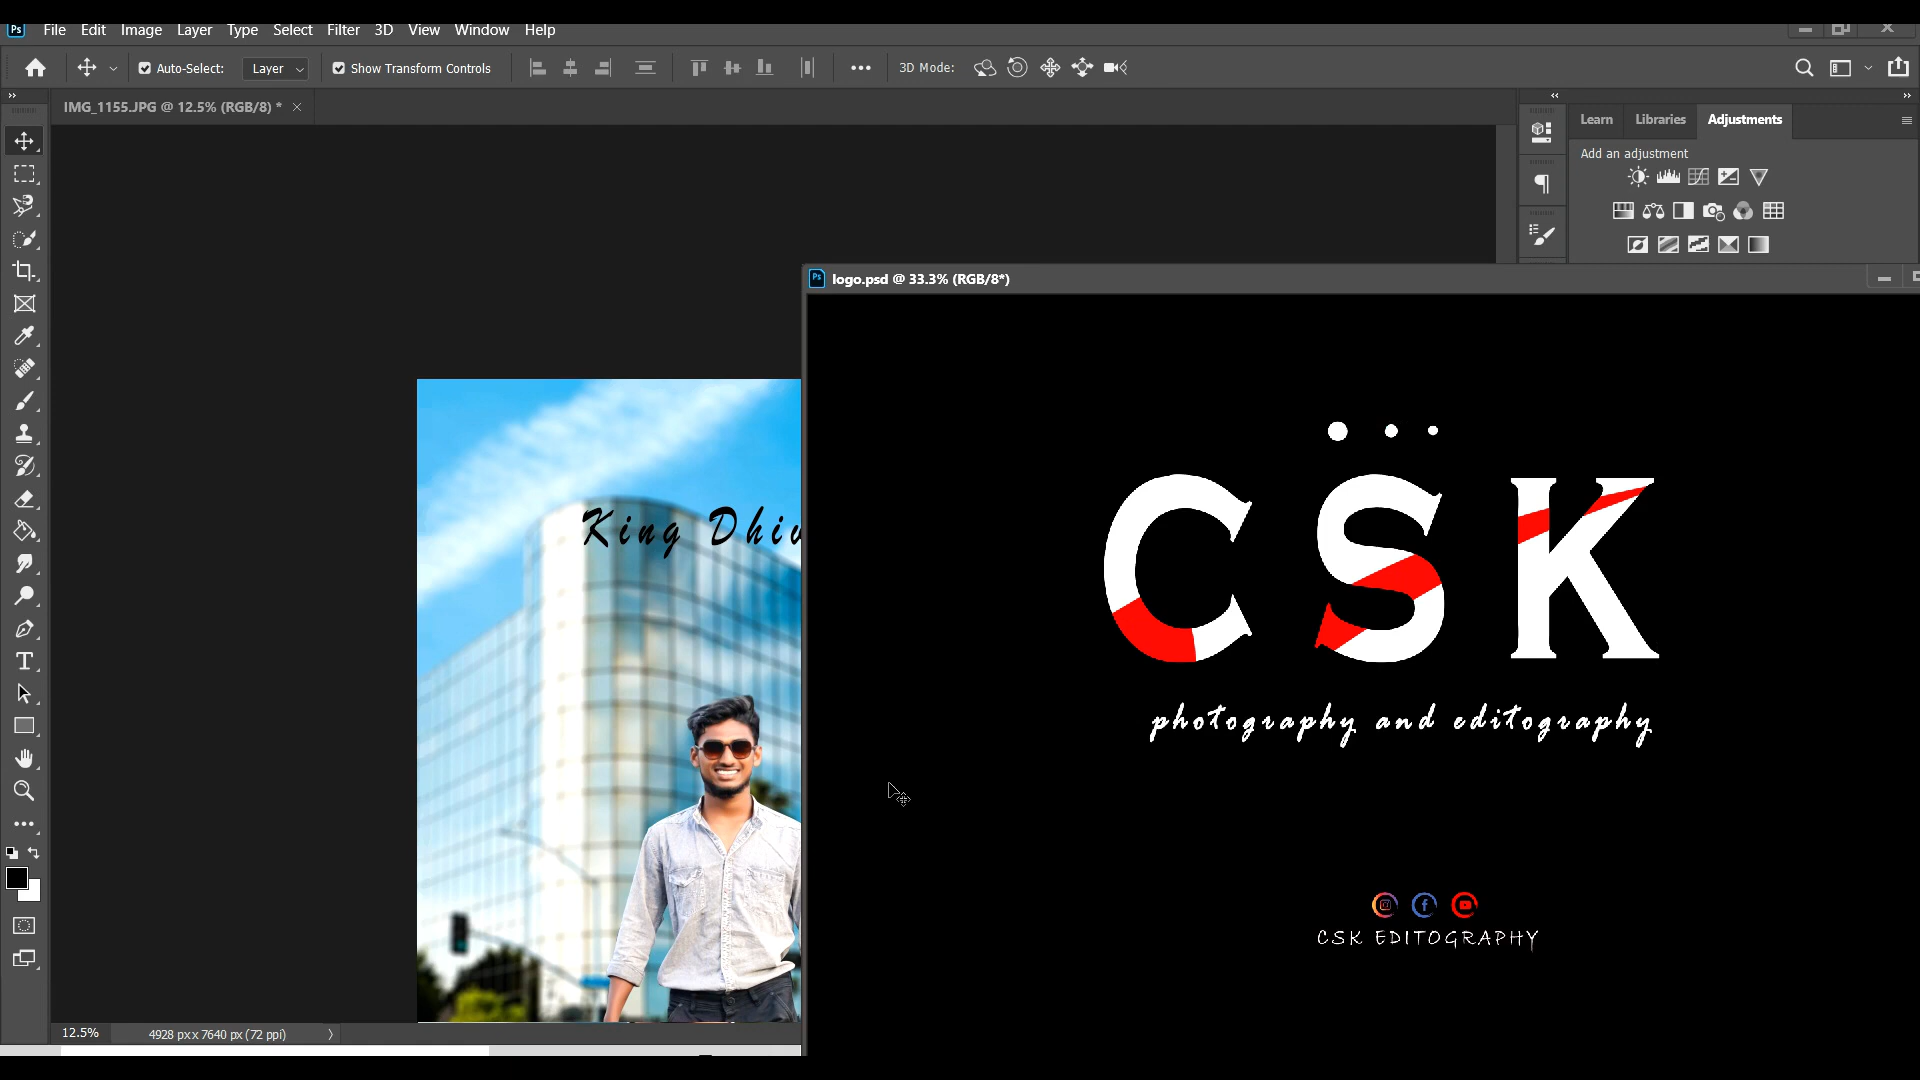 Ps File Edit Image Layer Type Select Filter 3D View Window Help
Auto-Select: Layer Show Transform Controls 3D Mode:
IMG_1155.JPG @ 12.5% (RGB/8) *
Learn Libraries Adjustments
Add an adjustment
Ps logo.psd @ 33.3% (RGB/8*)
King
C S K
photography and editography
CSK EDITOGRAPHY
12.5% 4928 px x 7640 px (72 ppi)